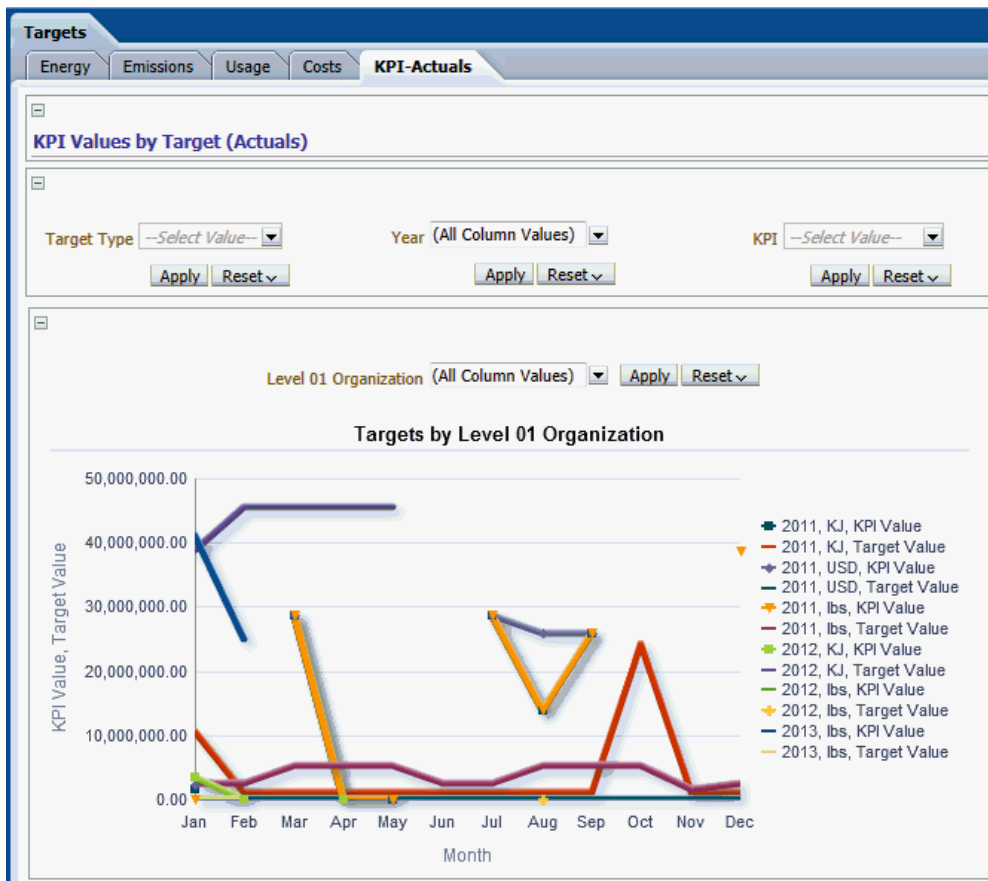 Targets
Energy Emissions Usage Costs KPI-Actuals
KPI Values by Target (Actuals)
Target Type --Select Value-- Year (All Column Values) KPI --Select Value--
Apply Reset Apply Reset Apply Reset
Level 01 Organization (All Column Values) Apply Reset
Targets by Level 01 Organization
50,000,000.00
40,000,000.00
30,000,000.00
20,000,000.00
10,000,000.00
0.00
KPI Value, Target Value
Jan Feb Mar Apr May Jun Jul Aug Sep Oct Nov Dec
Month
2011, KJ, KPI Value
2011, KJ, Target Value
2011, USD, KPI Value
2011, USD, Target Value
2011, lbs, KPI Value
2011, lbs, Target Value
2012, KJ, KPI Value
2012, KJ, Target Value
2012, lbs, KPI Value
2012, lbs, Target Value
2013, lbs, KPI Value
2013, lbs, Target Value